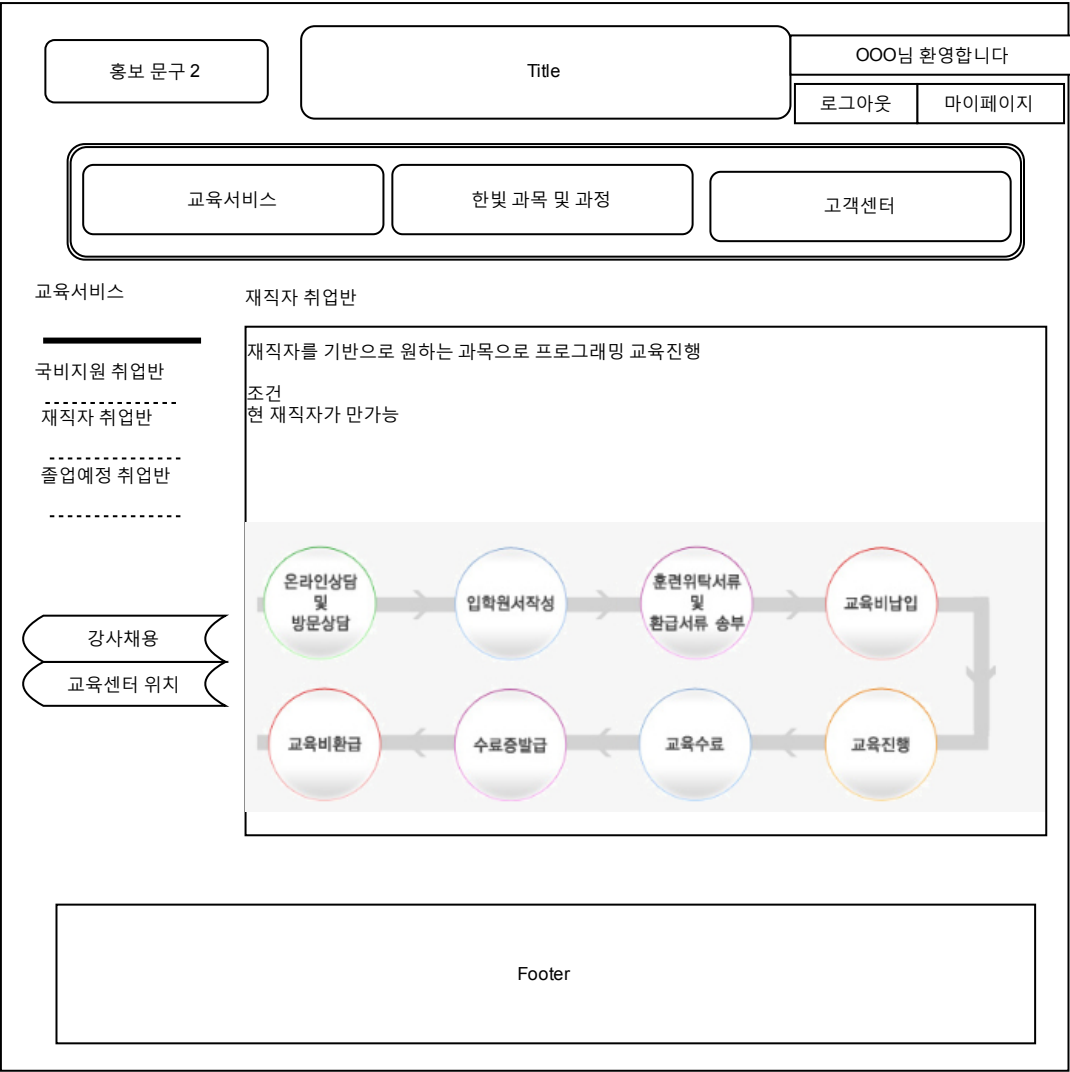 홍보 문구 2
Title
OOO님 환영합니다
로그아웃
마이페이지
교육서비스
한빛 과목 및 과정
고객센터
교육서비스
국비지원 취업반
재직자 취업반
졸업예정 취업반
강사채용
교육센터 위치
재직자 취업반
재직자를 기반으로 원하는 과목으로 프로그래밍 교육진행
조건
현 재직자가 만가능
온라인상담
및
방문상담
입학원서작성
훈련위탁서류
및
환급서류 송부
교육비납입
교육비환급
수료증발급
교육수료
교육진행
Footer